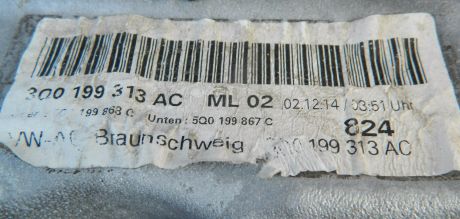 3Q0 199 313 AC ML 02 02.12.14 / 03:51 Uhr
199 868 C Unten: 5Q0 199 867 C 824
VW-AG Braunschweig 3Q0 199 313 AC